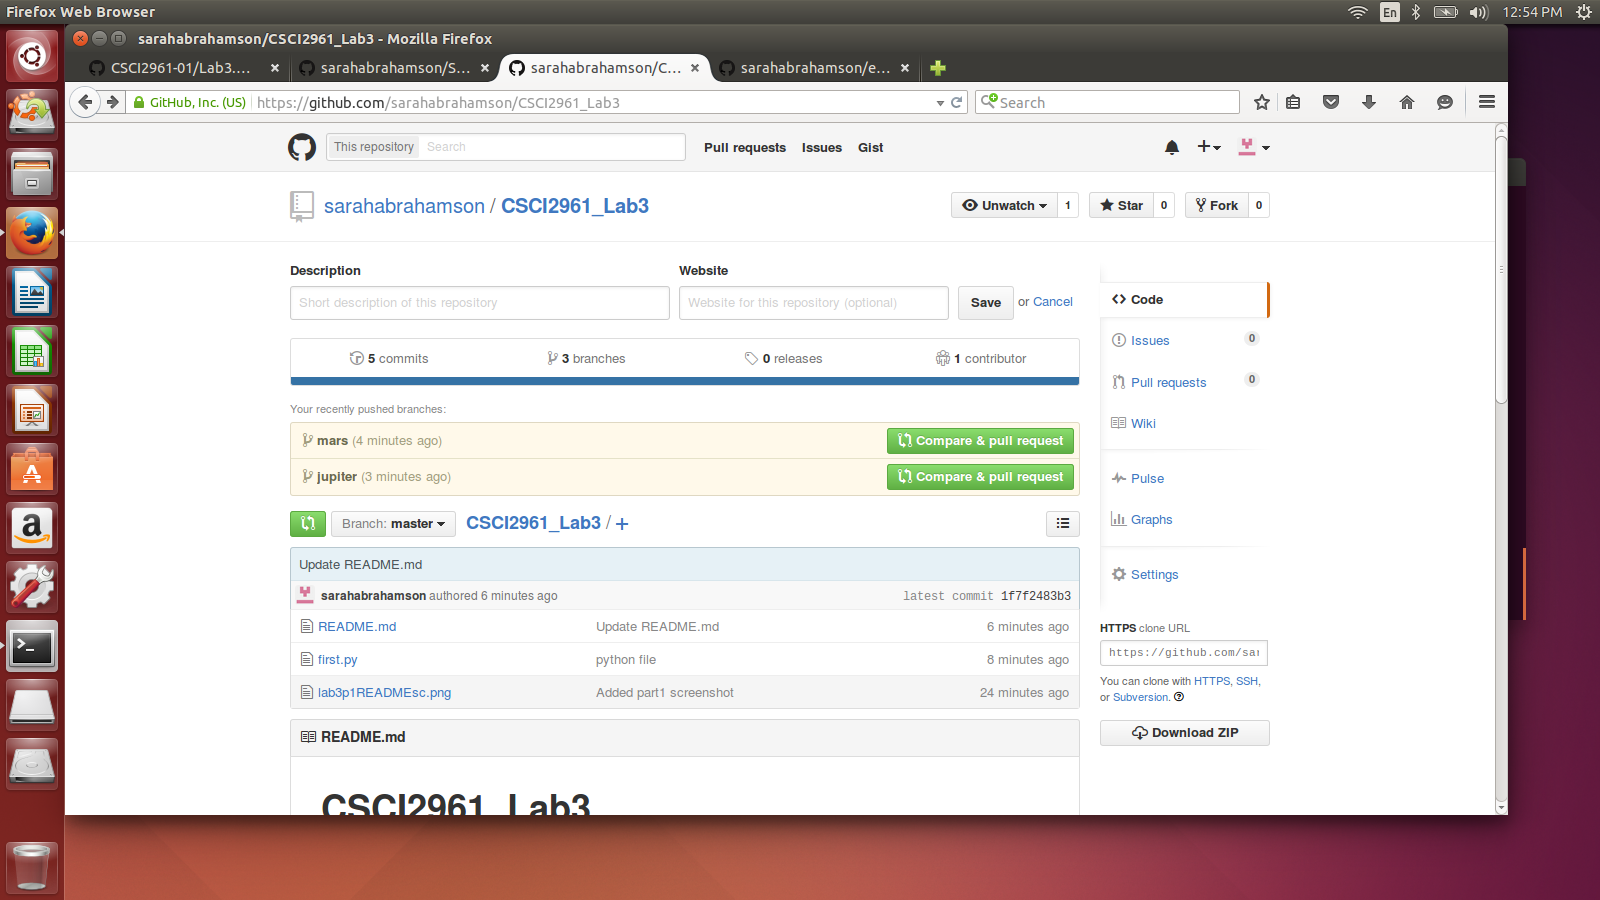 Firefox Web Browser
En
12:54 PM
sarahabrahamson/CSCI2961_Lab3 - Mozilla Firefox
CSCI2961-01/Lab3....
sarahabrahamson/S...
sarahabrahamson/C...
sarahabrahamson/e...
GitHub, Inc. (US)
https://github.com/sarahabrahamson/CSCI2961_Lab3
Search
This repository
Search
Pull requests
Issues
Gist
sarahabrahamson / CSCI2961_Lab3
Unwatch
1
Star
0
Fork
0
Description
Website
Short description of this repository
Website for this repository (optional)
Save
or Cancel
5 commits
3 branches
0 releases
1 contributor
Your recently pushed branches:
mars (4 minutes ago)
Compare & pull request
jupiter (3 minutes ago)
Compare & pull request
Branch: master
CSCI2961_Lab3 / +
Update README.md
sarahabrahamson authored 6 minutes ago
latest commit 1f7f2483b3
README.md
Update README.md
6 minutes ago
first.py
python file
8 minutes ago
lab3p1READMEsc.png
Added part1 screenshot
24 minutes ago
README.md
CSCI2961_Lab3
Code
Issues
0
Pull requests
0
Wiki
Pulse
Graphs
Settings
HTTPS clone URL
https://github.com/sar
You can clone with HTTPS, SSH,
or Subversion.
Download ZIP